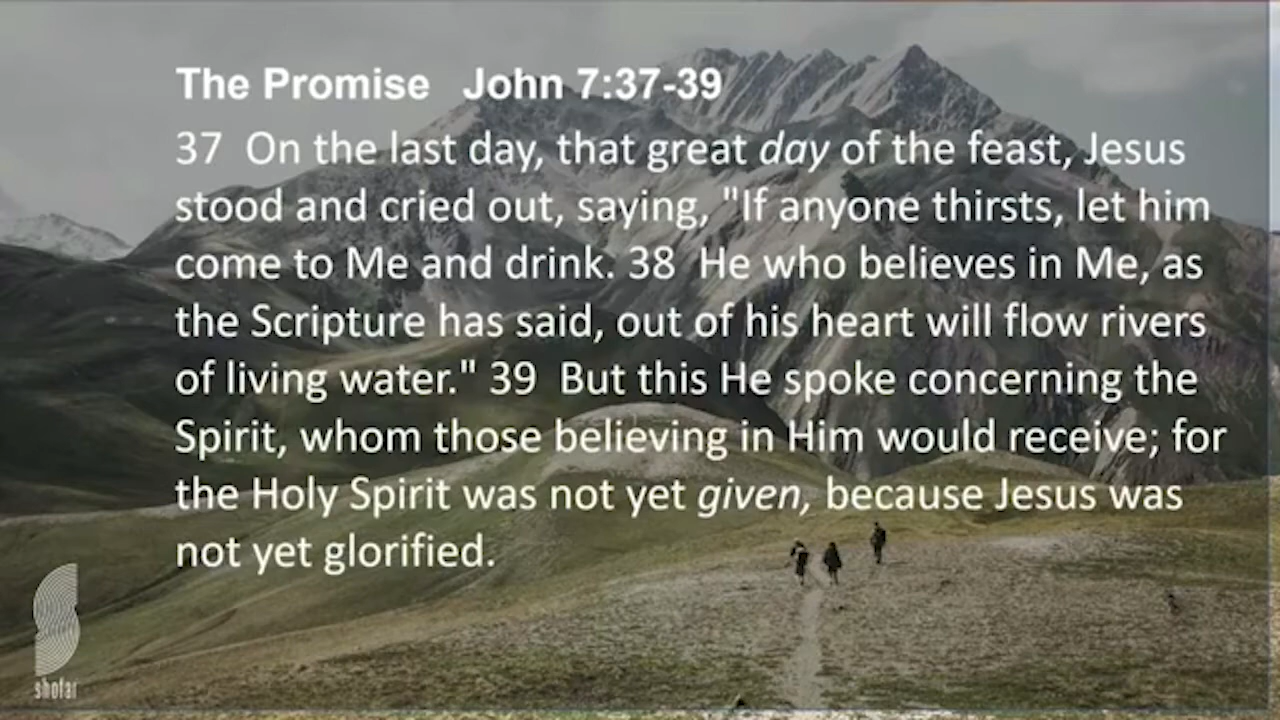 The Promise John 7:37-39
37 On the last day, that great day of the feast, Jesus
stood and cried out, saying, "If anyone thirsts, let him
come to Me and drink. 38 He who believes in Me, as
the Scripture has said, out of his heart will flow rivers
of living water." 39 But this He spoke concerning the
Spirit, whom those believing in Him would receive; for
the Holy Spirit was not yet given, because Jesus was
not yet glorified.
shofar